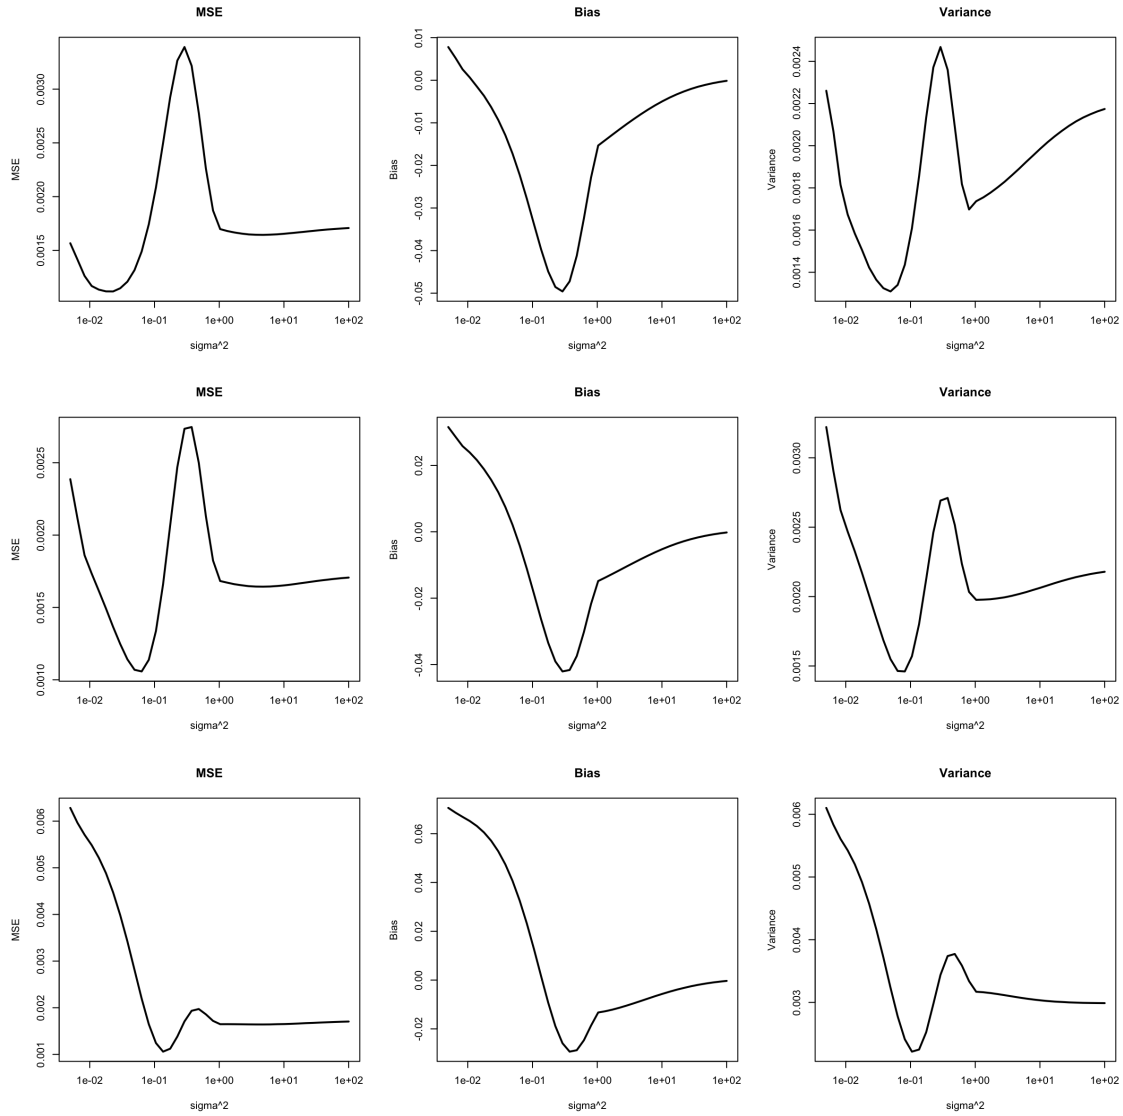 MSE
Bias
Variance
MSE
0.0015 0.0020 0.0025 0.0030
1e-02 1e-01 1e+00 1e+01 1e+02
sigma^2
Bias
-0.05 -0.04 -0.03 -0.02 -0.01 0.00 0.01
1e-02 1e-01 1e+00 1e+01 1e+02
sigma^2
Variance
0.0014 0.0016 0.0018 0.0020 0.0022 0.0024
1e-02 1e-01 1e+00 1e+01 1e+02
sigma^2
MSE
Bias
Variance
MSE
0.0010 0.0015 0.0020 0.0025
1e-02 1e-01 1e+00 1e+01 1e+02
sigma^2
Bias
-0.04 -0.02 0.00 0.02
1e-02 1e-01 1e+00 1e+01 1e+02
sigma^2
Variance
0.0015 0.0020 0.0025 0.0030
1e-02 1e-01 1e+00 1e+01 1e+02
sigma^2
MSE
Bias
Variance
MSE
0.001 0.002 0.003 0.004 0.005 0.006
1e-02 1e-01 1e+00 1e+01 1e+02
sigma^2
Bias
-0.02 0.00 0.02 0.04 0.06
1e-02 1e-01 1e+00 1e+01 1e+02
sigma^2
Variance
0.003 0.004 0.005 0.006
1e-02 1e-01 1e+00 1e+01 1e+02
sigma^2